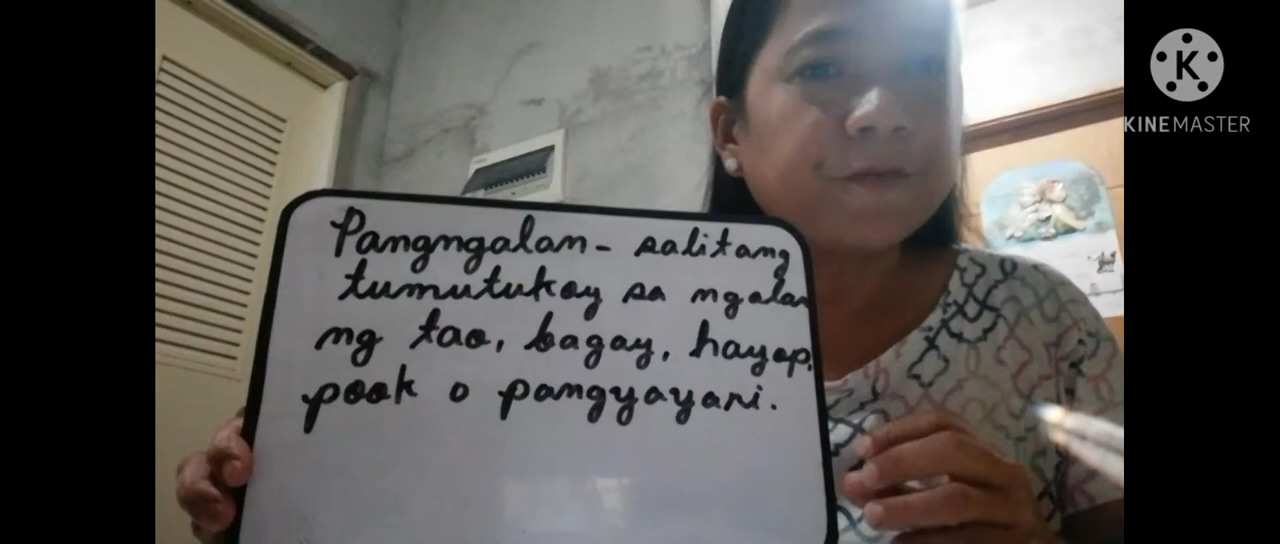 Pangngalan - salitang
tumutukoy sa ngalan
ng tao, bagay, hayop,
pook o pangyayari.
K
KINEMASTER